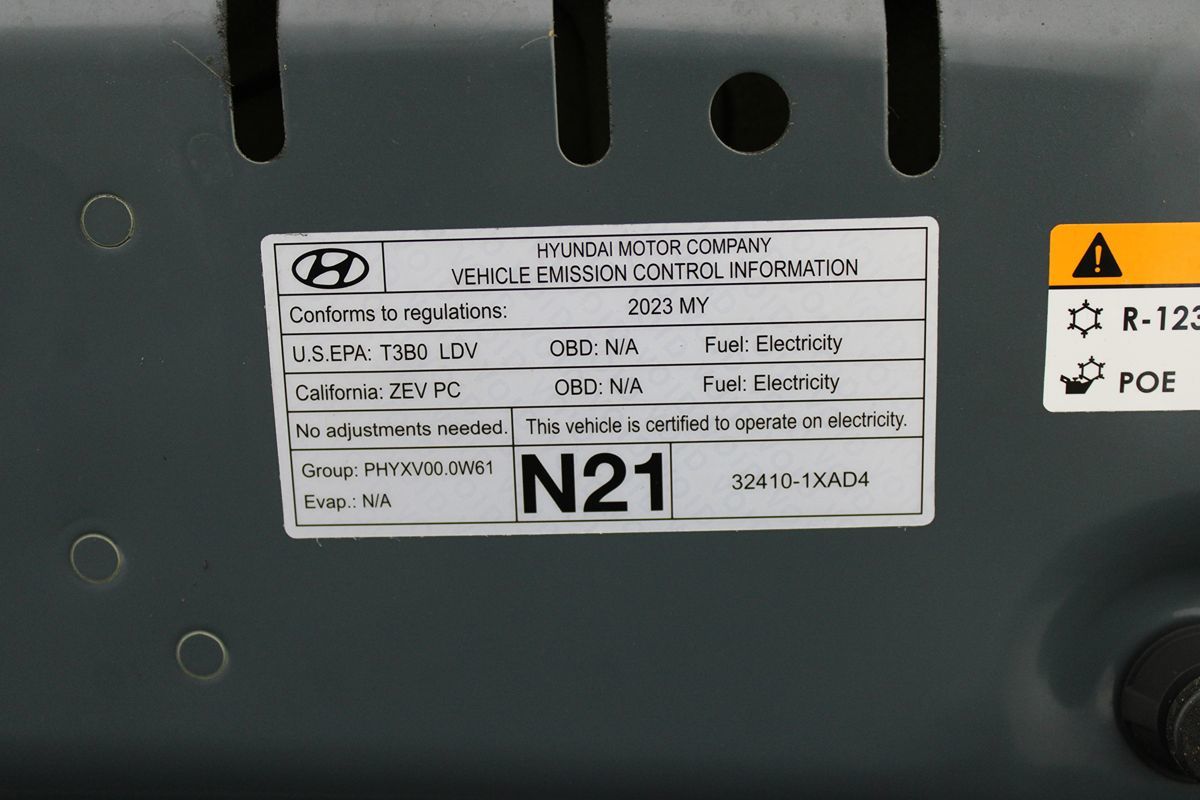 HYUNDAI MOTOR COMPANY
VEHICLE EMISSION CONTROL INFORMATION
Conforms to regulations: 2023 MY
U.S.EPA: T3B0 LDV OBD: N/A Fuel: Electricity
California: ZEV PC OBD: N/A Fuel: Electricity
No adjustments needed. This vehicle is certified to operate on electricity.
Group: PHYXV00.0W61
Evap.: N/A
N21
32410-1XAD4
R-123
POE